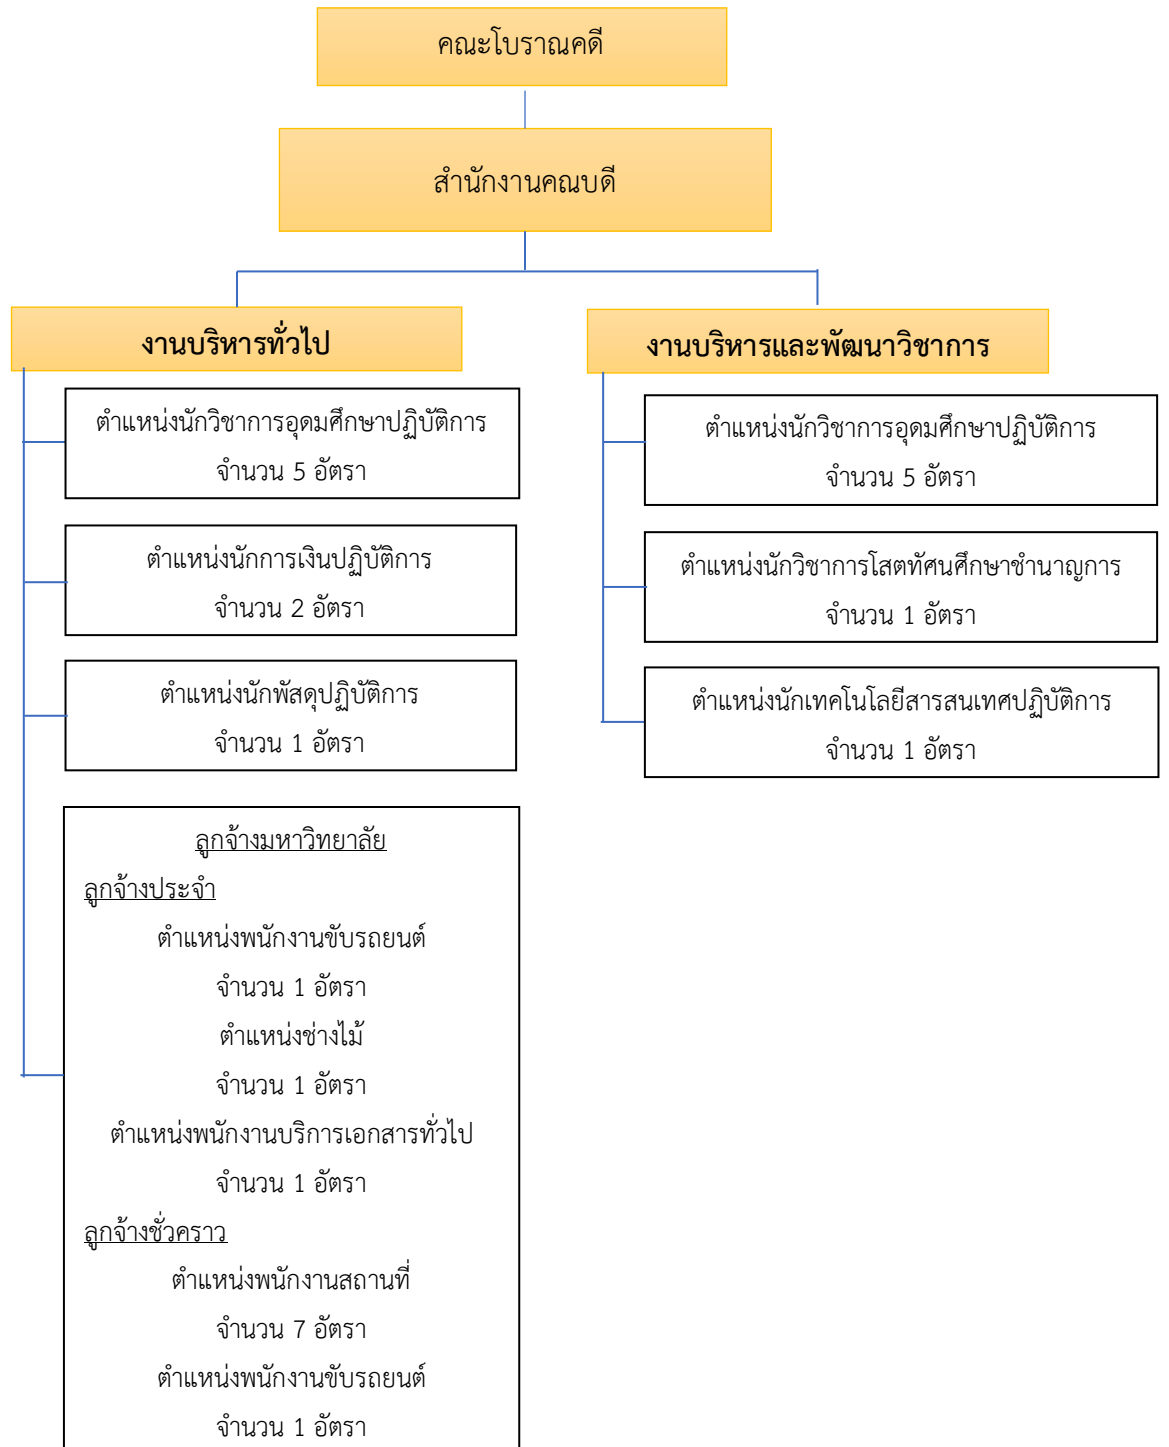 คณะโบราณคดี
สำนักงานคณบดี
งานบริหารทั่วไป
ตำแหน่งนักวิชาการอุดมศึกษาปฏิบัติการ
จำนวน 5 อัตรา
ตำแหน่งนักการเงินปฏิบัติการ
จำนวน 2 อัตรา
ตำแหน่งนักพัสดุปฏิบัติการ
จำนวน 1 อัตรา
ลูกจ้างมหาวิทยาลัย
ลูกจ้างประจำ
ตำแหน่งพนักงานขับรถยนต์
จำนวน 1 อัตรา
ตำแหน่งช่างไม้
จำนวน 1 อัตรา
ตำแหน่งพนักงานบริการเอกสารทั่วไป
จำนวน 1 อัตรา
ลูกจ้างชั่วคราว
ตำแหน่งพนักงานสถานที่
จำนวน 7 อัตรา
ตำแหน่งพนักงานขับรถยนต์
จำนวน 1 อัตรา
งานบริหารและพัฒนาวิชาการ
ตำแหน่งนักวิชาการอุดมศึกษาปฏิบัติการ
จำนวน 5 อัตรา
ตำแหน่งนักวิชาการโสตทัศนศึกษาชำนาญการ
จำนวน 1 อัตรา
ตำแหน่งนักเทคโนโลยีสารสนเทศปฏิบัติการ
จำนวน 1 อัตรา